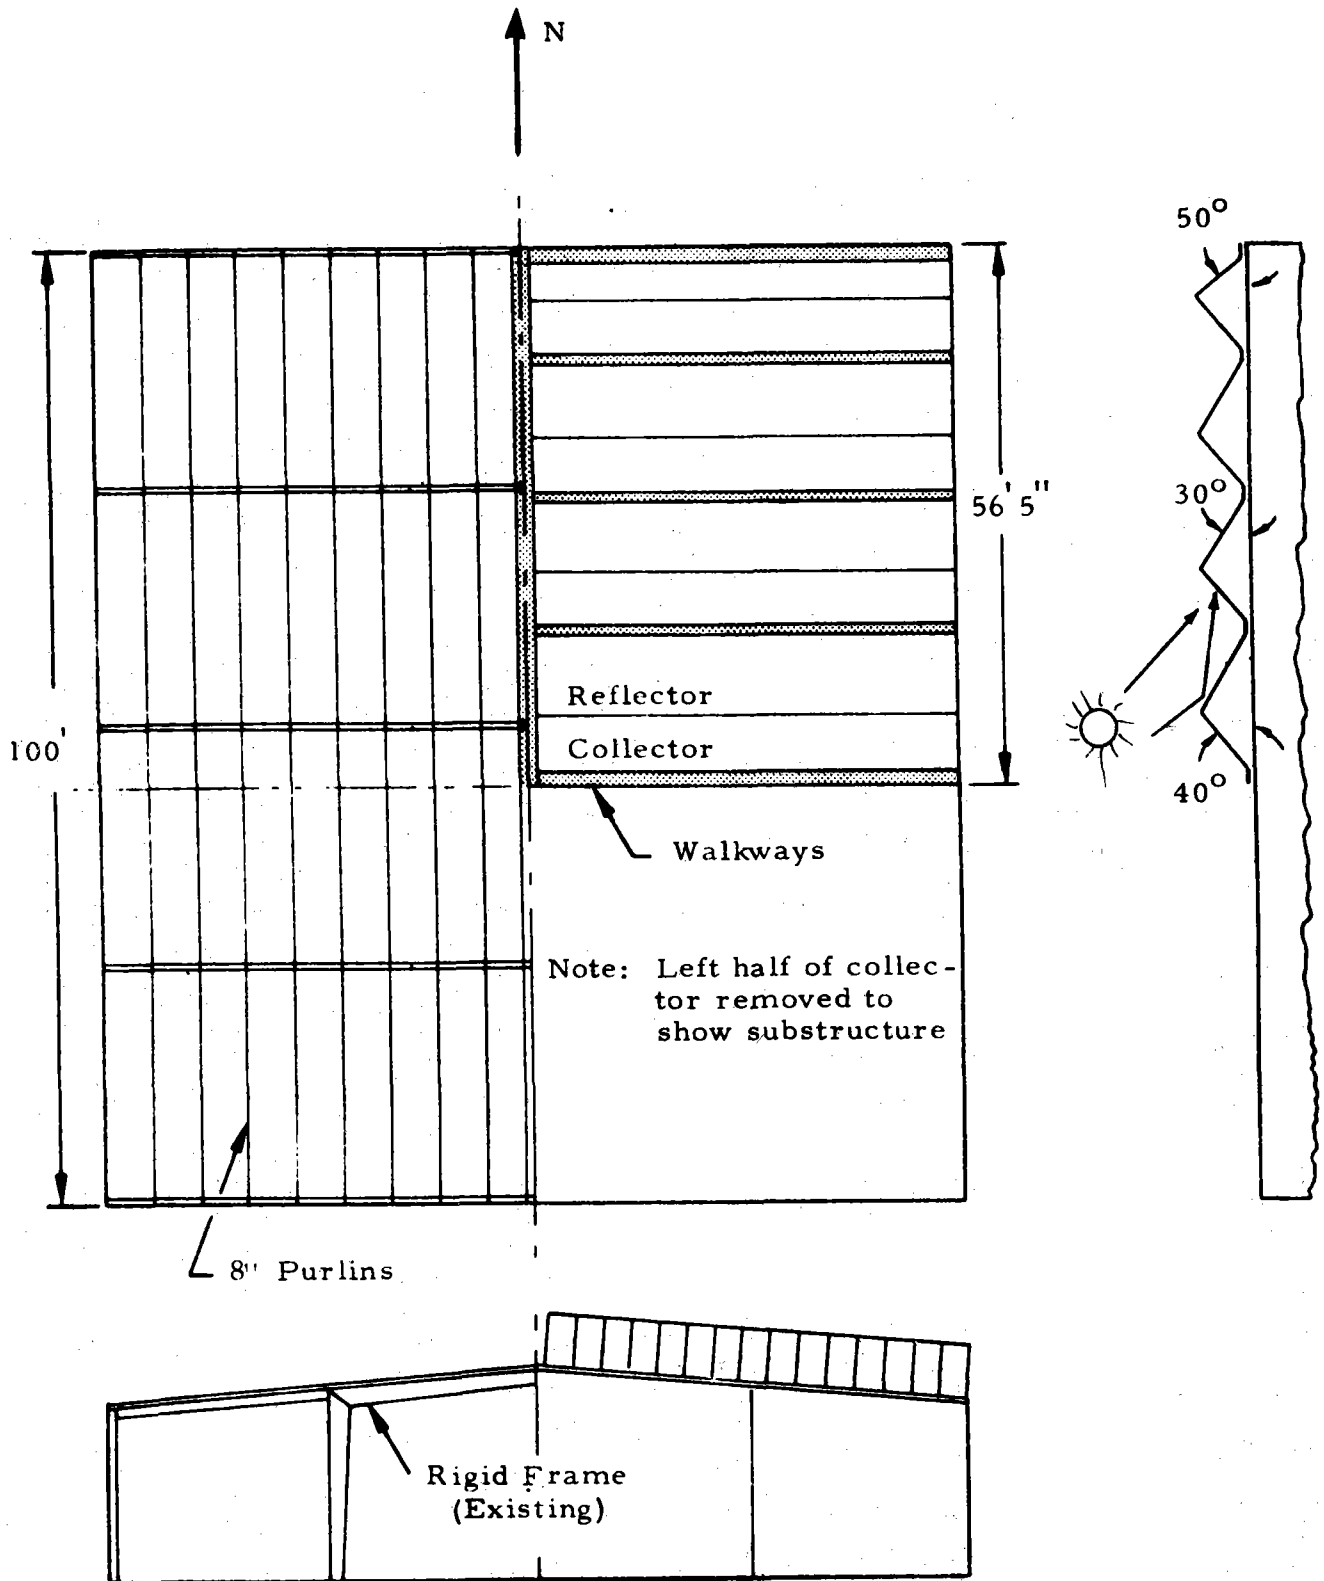 N
50°
56' 5"
30°
Reflector
100'
Collector
40°
Walkways
Note: Left half of collec-
tor removed to
show substructure
8" Purlins
Rigid Frame
(Existing)